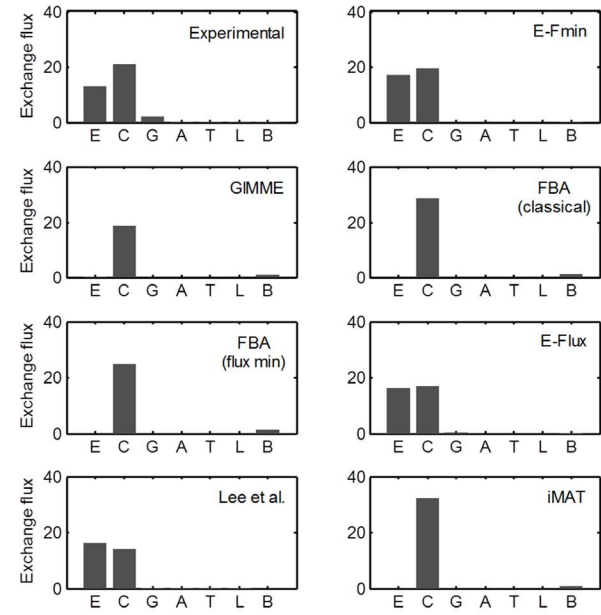 Exchange flux
40
20
0
Experimental
E C G A T L B
40
20
0
E-Fmin
E C G A T L B
Exchange flux
40
20
0
GIMME
E C G A T L B
40
20
0
FBA
(classical)
E C G A T L B
Exchange flux
40
20
0
FBA
(flux min)
E C G A T L B
40
20
0
E-Flux
E C G A T L B
Exchange flux
40
20
0
Lee et al.
E C G A T L B
40
20
0
iMAT
E C G A T L B